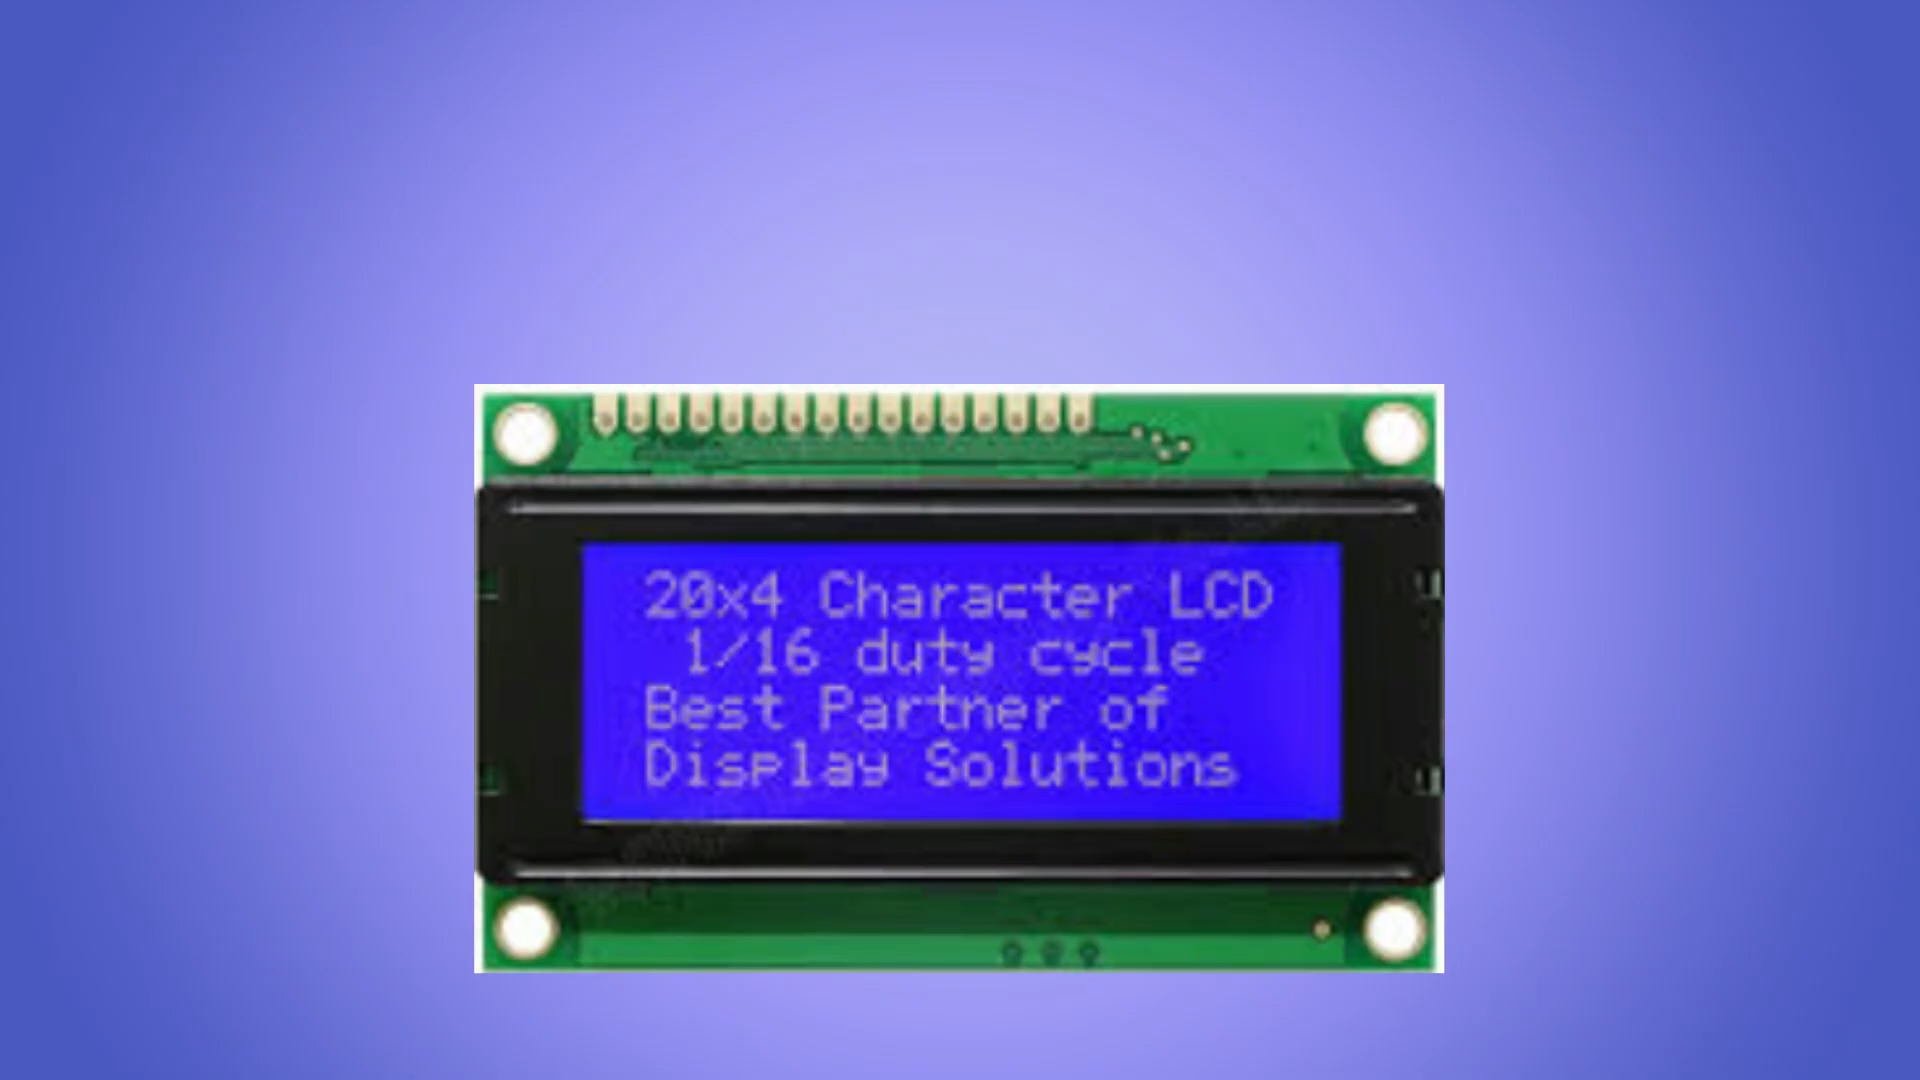 20x4 Character LCD
1/16 duty cycle
Best Partner of
Display Solutions